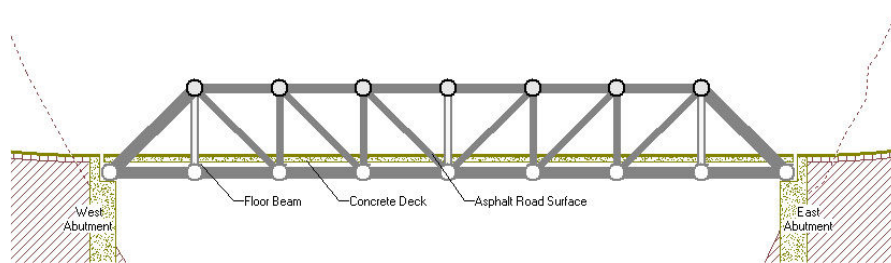 Floor Beam
Concrete Deck
Asphalt Road Surface
West
Abutment
East
Abutment